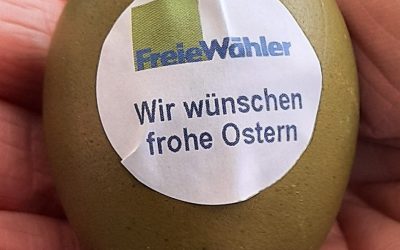 FreieWähler
Wir wünschen
frohe Ostern